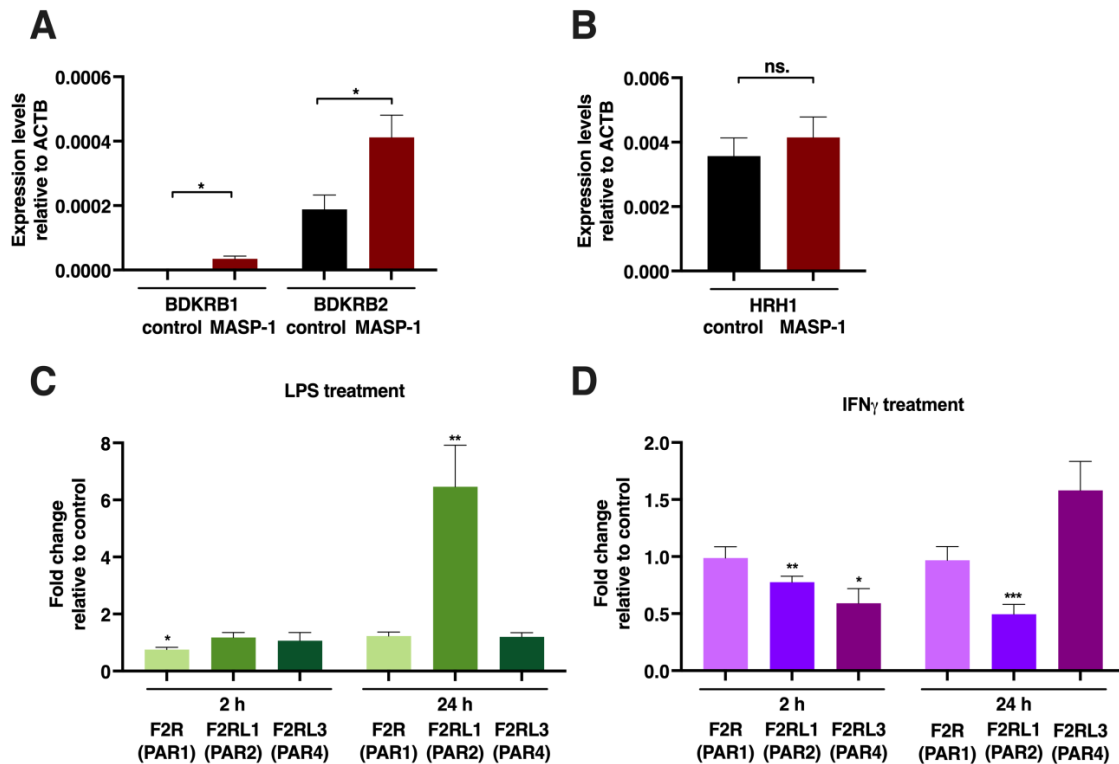 A
Expression levels
relative to ACTB
0.0006
0.0004
0.0002
0.0000
*
*
BDKRB1
control MASP-1
BDKRB2
control MASP-1
B
Expression levels
relative to ACTB
0.006
0.004
0.002
0.000
ns.
HRH1
control MASP-1
C
LPS treatment
Fold change
relative to control
8
6
4
2
0
*
**
2 h
24 h
F2R F2RL1 F2RL3 F2R F2RL1 F2RL3
(PAR1) (PAR2) (PAR4) (PAR1) (PAR2) (PAR4)
D
IFNγ treatment
Fold change
relative to control
2.0
1.5
1.0
0.5
0.0
**
*
***
2 h
24 h
F2R F2RL1 F2RL3 F2R F2RL1 F2RL3
(PAR1) (PAR2) (PAR4) (PAR1) (PAR2) (PAR4)